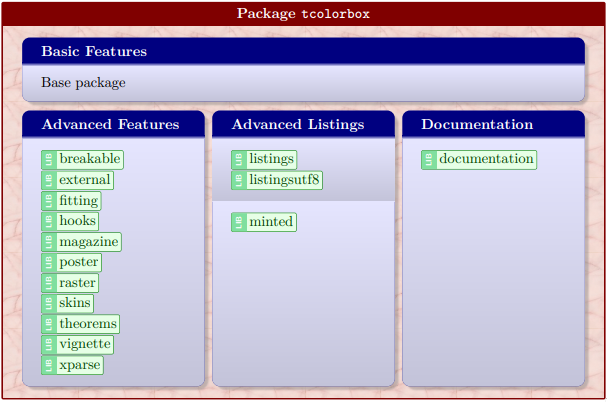 Package tcolorbox
Basic Features
Base package
Advanced Features
LIB breakable
LIB external
LIB fitting
LIB hooks
LIB magazine
LIB poster
LIB raster
LIB skins
LIB theorems
LIB vignette
LIB xparse
Advanced Listings
LIB listings
LIB listingsutf8
LIB minted
Documentation
LIB documentation